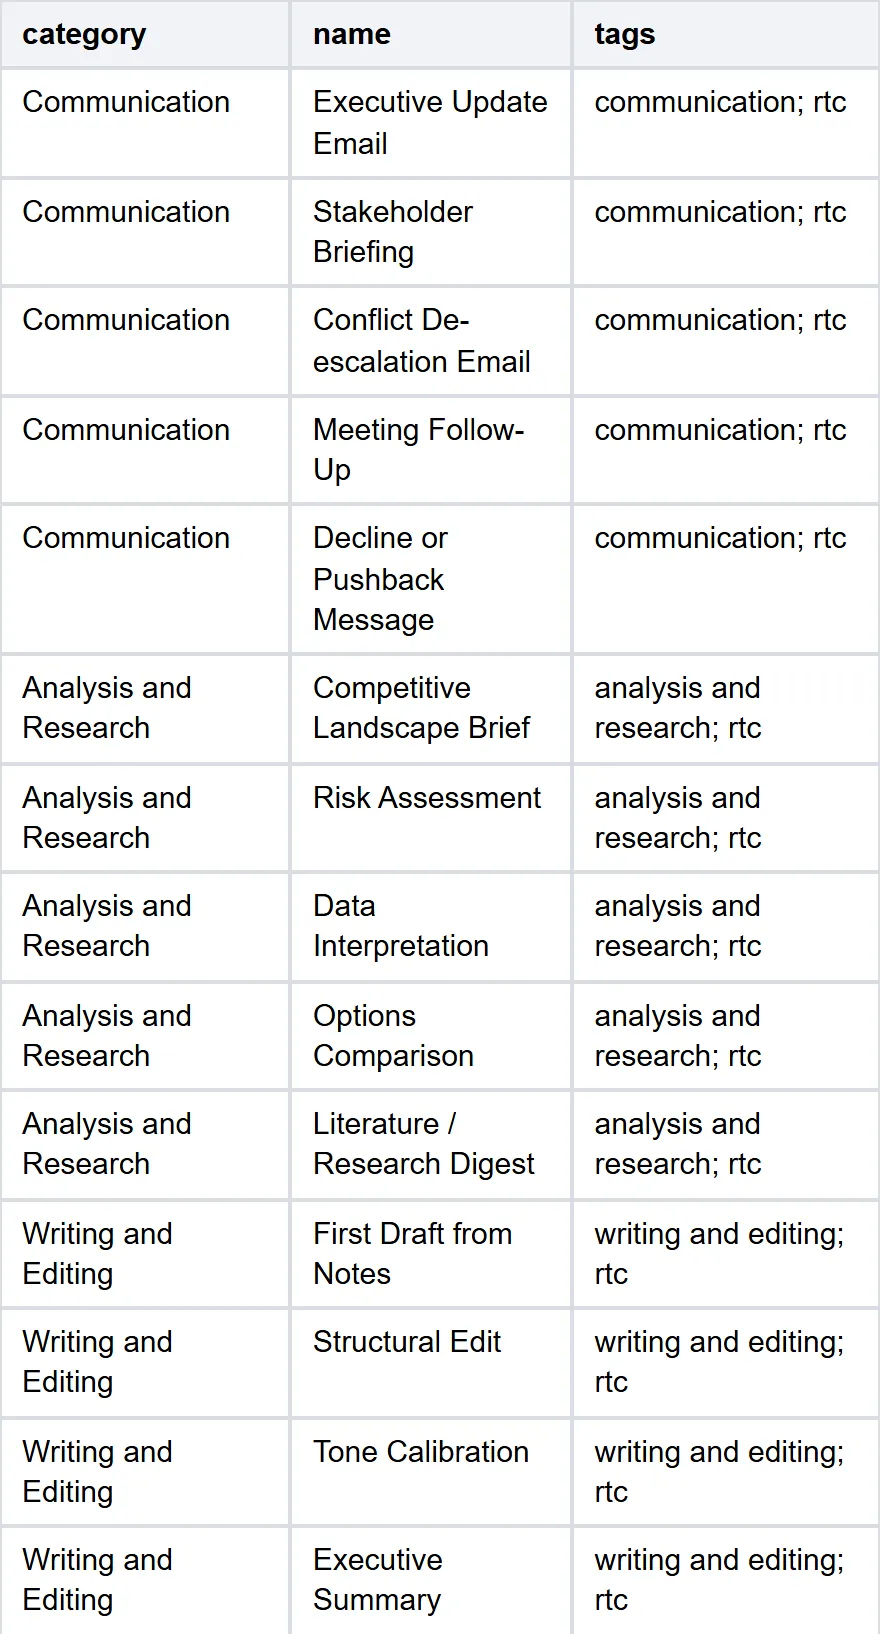 category name tags
Communication Executive Update communication; rtc
Email
Communication Stakeholder communication; rtc
Briefing
Communication Conflict De- communication; rtc
escalation Email
Communication Meeting Follow- communication; rtc
Up
Communication Decline or communication; rtc
Pushback
Message
Analysis and Competitive analysis and
Research Landscape Brief research; rtc
Analysis and Risk Assessment analysis and
Research research; rtc
Analysis and Data analysis and
Research Interpretation research; rtc
Analysis and Options analysis and
Research Comparison research; rtc
Analysis and Literature / analysis and
Research Research Digest research; rtc
Writing and First Draft from writing and editing;
Editing Notes rtc
Writing and Structural Edit writing and editing;
Editing rtc
Writing and Tone Calibration writing and editing;
Editing rtc
Writing and Executive writing and editing;
Editing Summary rtc